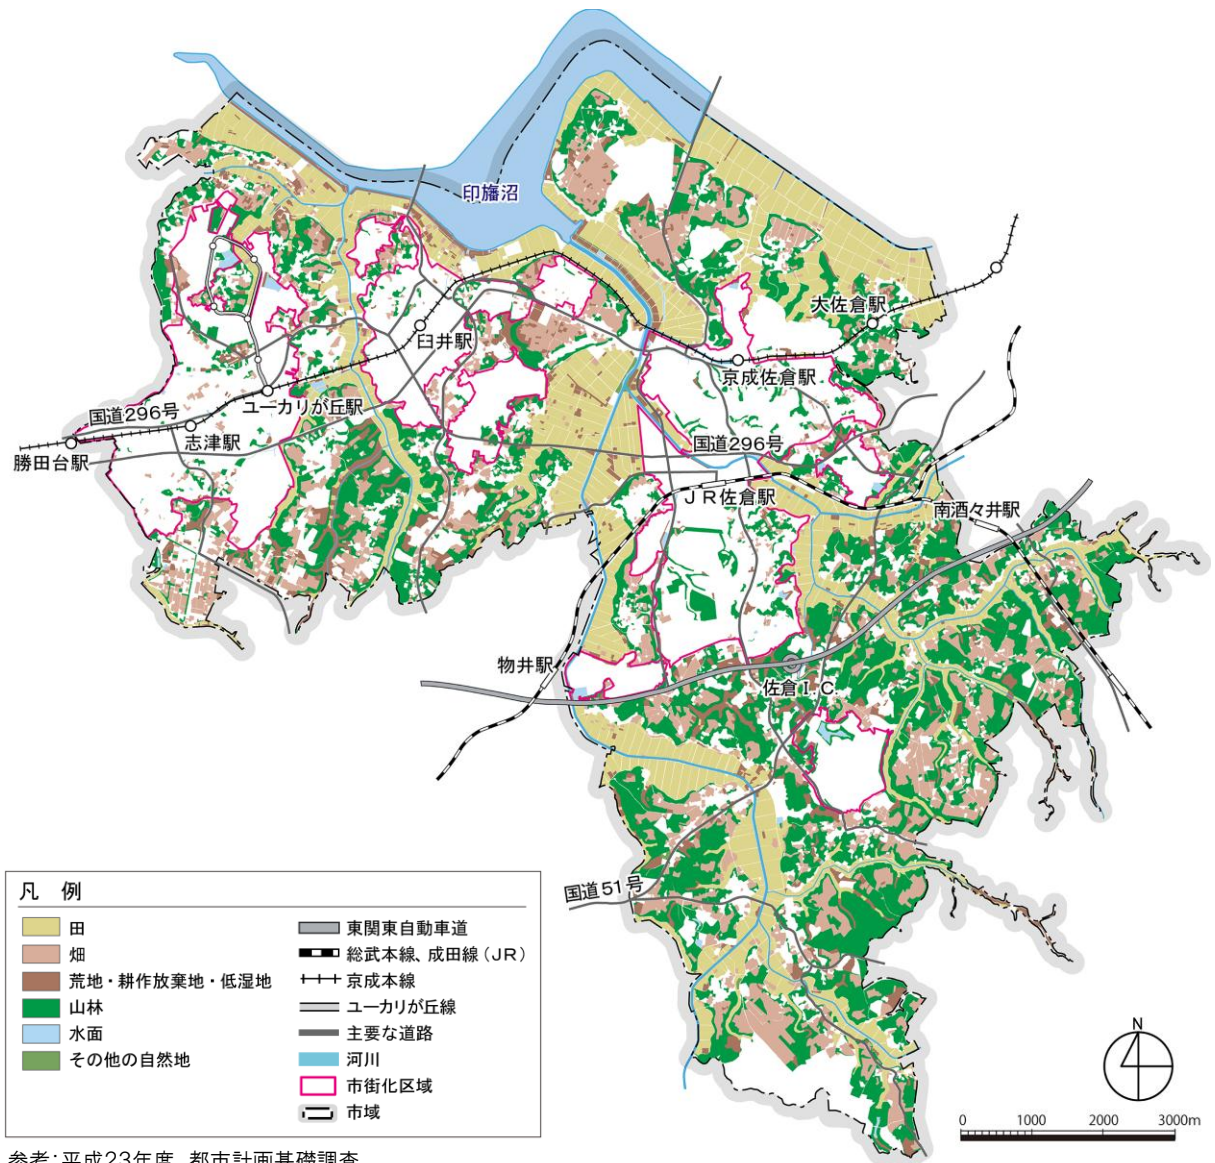 印旛沼
大佐倉駅
臼井駅
京成佐倉駅
ユーカリが丘駅
国道296号
志津駅
勝田台駅
国道296号
JR佐倉駅
南酒々井駅
物井駅
佐倉I.C
国道51号
凡 例
田
畑
荒地・耕作放棄地・低湿地
山林
水面
その他の自然地
東関東自動車道
総武本線、成田線(JR)
京成本線
ユーカリが丘線
主要な道路
河川
市街化区域
市域
N
0 1000 2000 3000m
参考:平成23年度 都市計画基礎調査